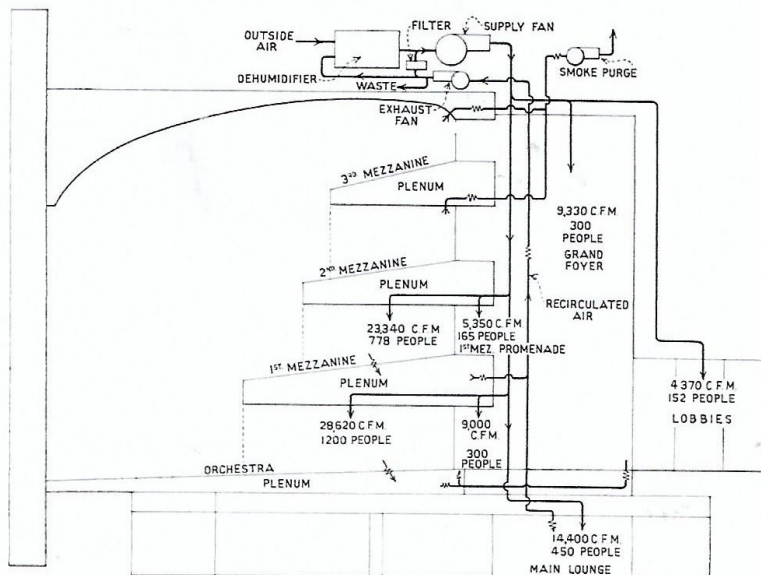 FILTER
SUPPLY FAN
OUTSIDE
AIR
DEHUMIDIFIER
WASTE
EXHAUST
FAN
SMOKE PURGE
3RD MEZZANINE
PLENUM
9,330 C.F.M.
300
PEOPLE
GRAND
FOYER
2ND MEZZANINE
PLENUM
RECIRCULATED
AIR
23,340 C.F.M.
778 PEOPLE
5,350 C.F.M.
165 PEOPLE
1ST MEZ PROMENADE
1ST. MEZZANINE
PLENUM
4370 C.F.M.
152 PEOPLE
LOBBIES
28,620 C.F.M.
1200 PEOPLE
9,000
C.F.M.
300
PEOPLE
ORCHESTRA
PLENUM
14,400 C.F.M.
450 PEOPLE
MAIN LOUNGE